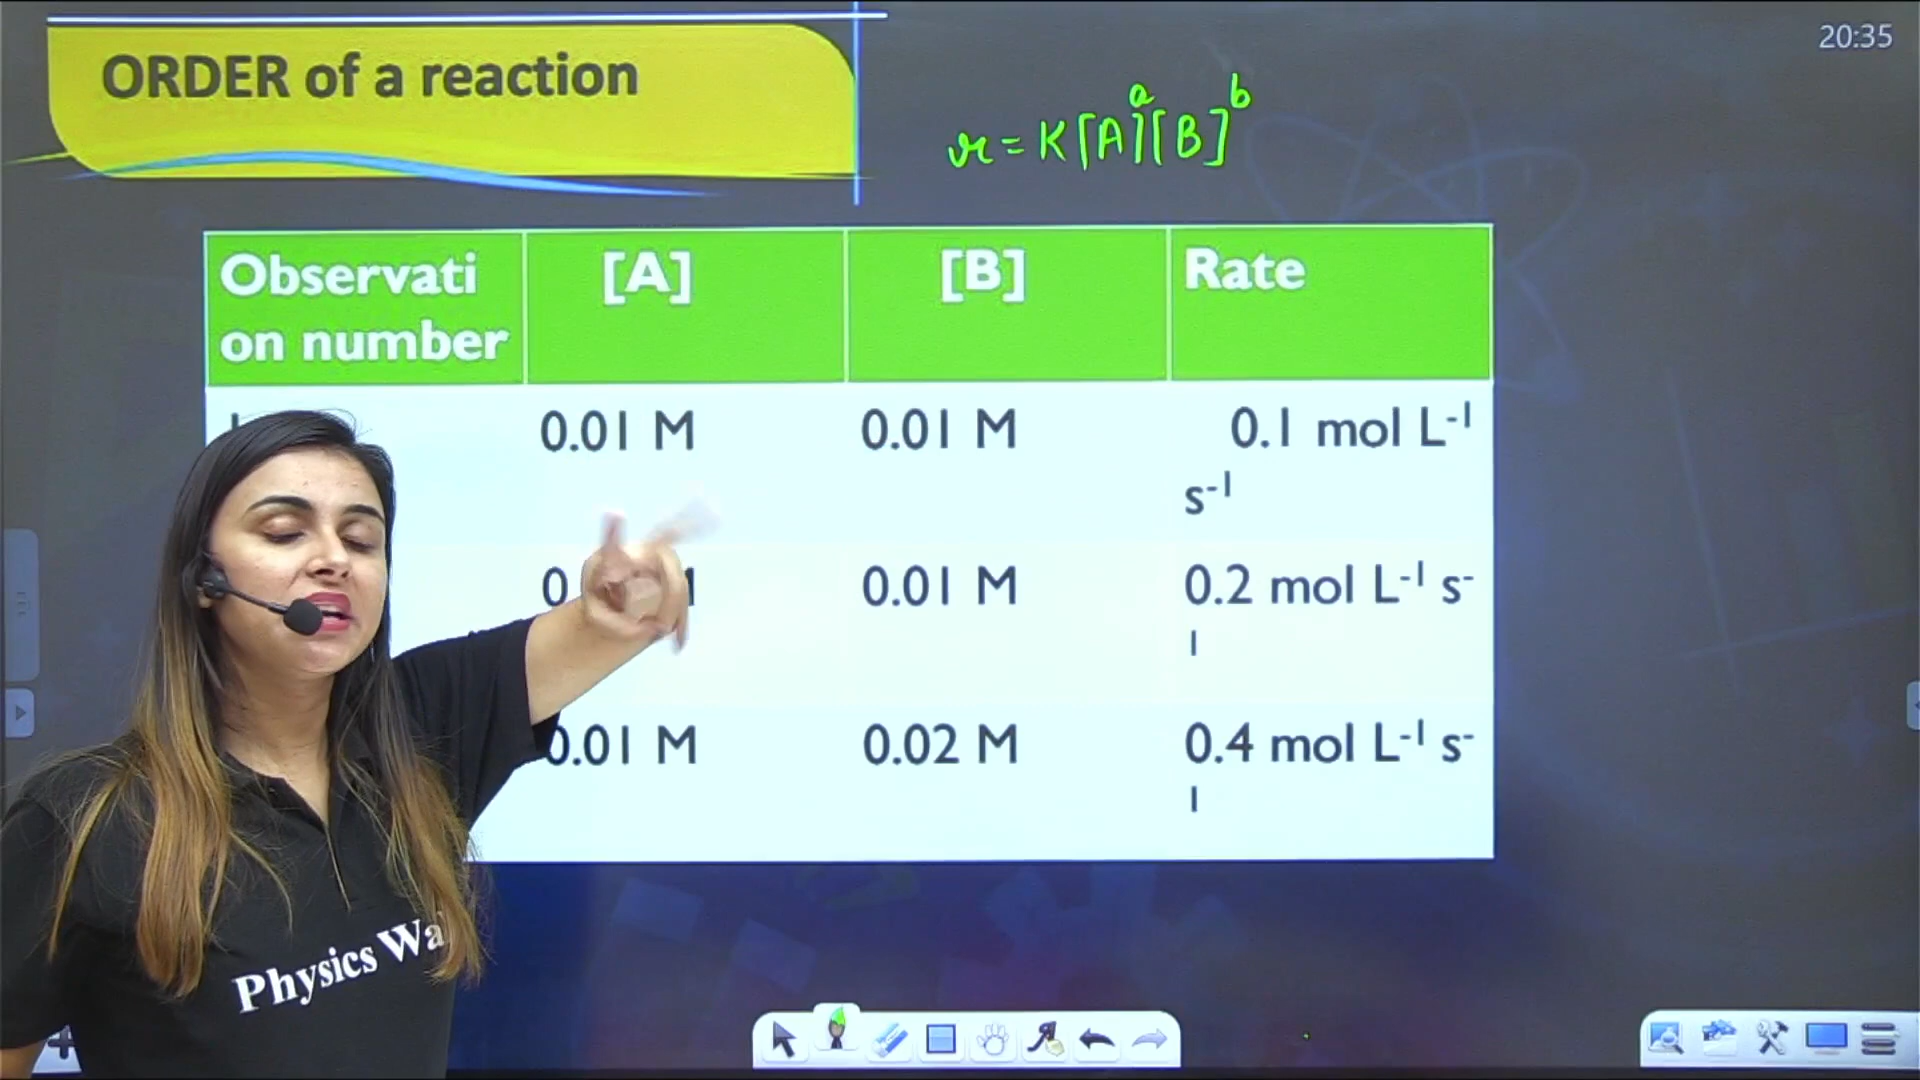 20:35
ORDER of a reaction
r = K[A]^a[B]^b
Observati
on number
[A]
[B]
Rate
0.01 M
0.01 M
0.1 mol L⁻¹
s⁻¹
0.01 M
0.2 mol L⁻¹ s⁻
¹
0.01 M
0.02 M
0.4 mol L⁻¹ s⁻
¹
Physics Wa